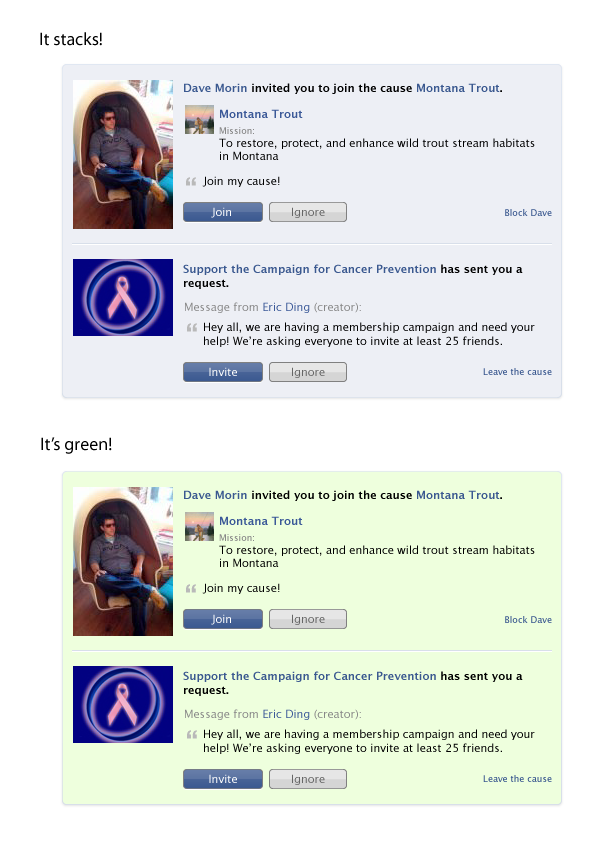 It stacks!
Dave Morin invited you to join the cause Montana Trout.
Montana Trout
Mission:
To restore, protect, and enhance wild trout stream habitats
in Montana
“ Join my cause!
Join Ignore Block Dave
Support the Campaign for Cancer Prevention has sent you a
request.
Message from Eric Ding (creator):
“ Hey all, we are having a membership campaign and need your
help! We're asking everyone to invite at least 25 friends.
Invite Ignore Leave the cause
It's green!
Dave Morin invited you to join the cause Montana Trout.
Montana Trout
Mission:
To restore, protect, and enhance wild trout stream habitats
in Montana
“ Join my cause!
Join Ignore Block Dave
Support the Campaign for Cancer Prevention has sent you a
request.
Message from Eric Ding (creator):
“ Hey all, we are having a membership campaign and need your
help! We're asking everyone to invite at least 25 friends.
Invite Ignore Leave the cause